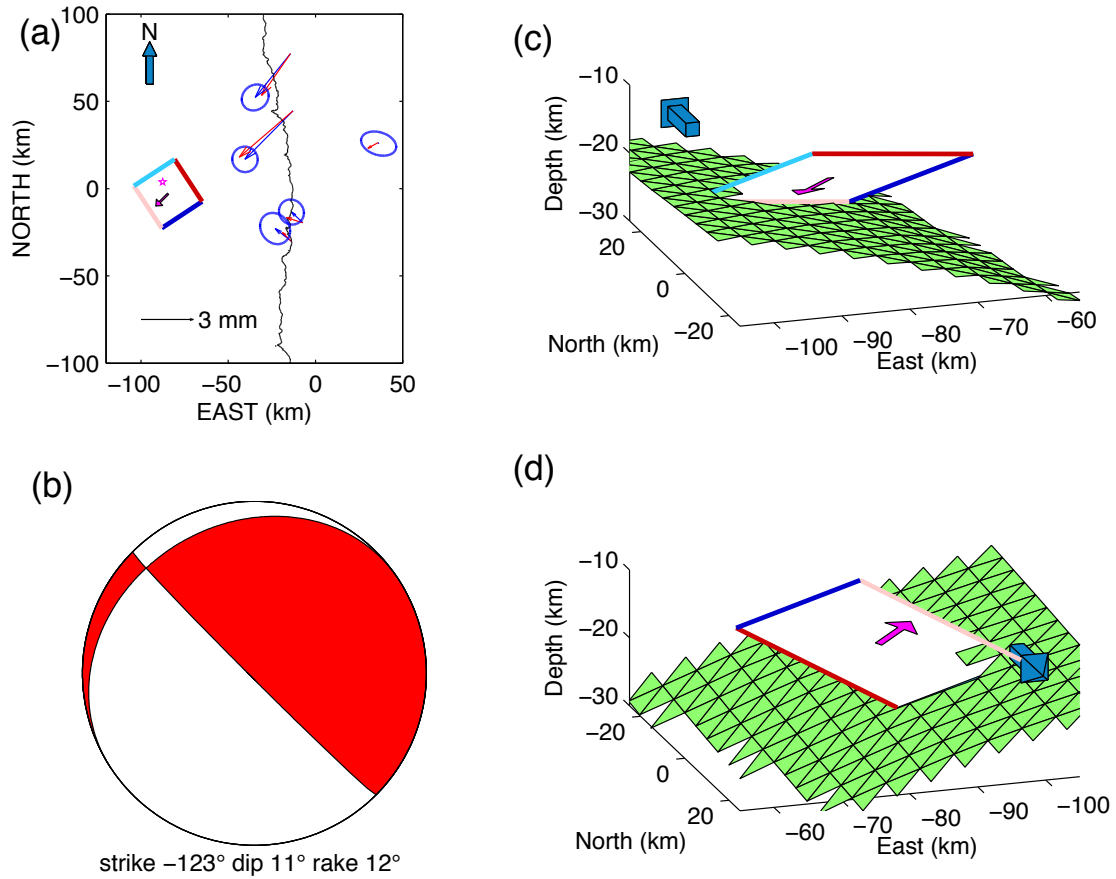 (a)
N
100
50
0
−50
−100
NORTH (km)
3 mm
−100 −50 0 50
EAST (km)
(b)
strike −123° dip 11° rake 12°
(c)
−10
−20
−30
Depth (km)
20
0
−20
North (km)
−100 −90 −80 −70 −60
East (km)
(d)
−10
−20
−30
Depth (km)
−20
0
20
North (km)
−60 −70 −80 −90 −100
East (km)